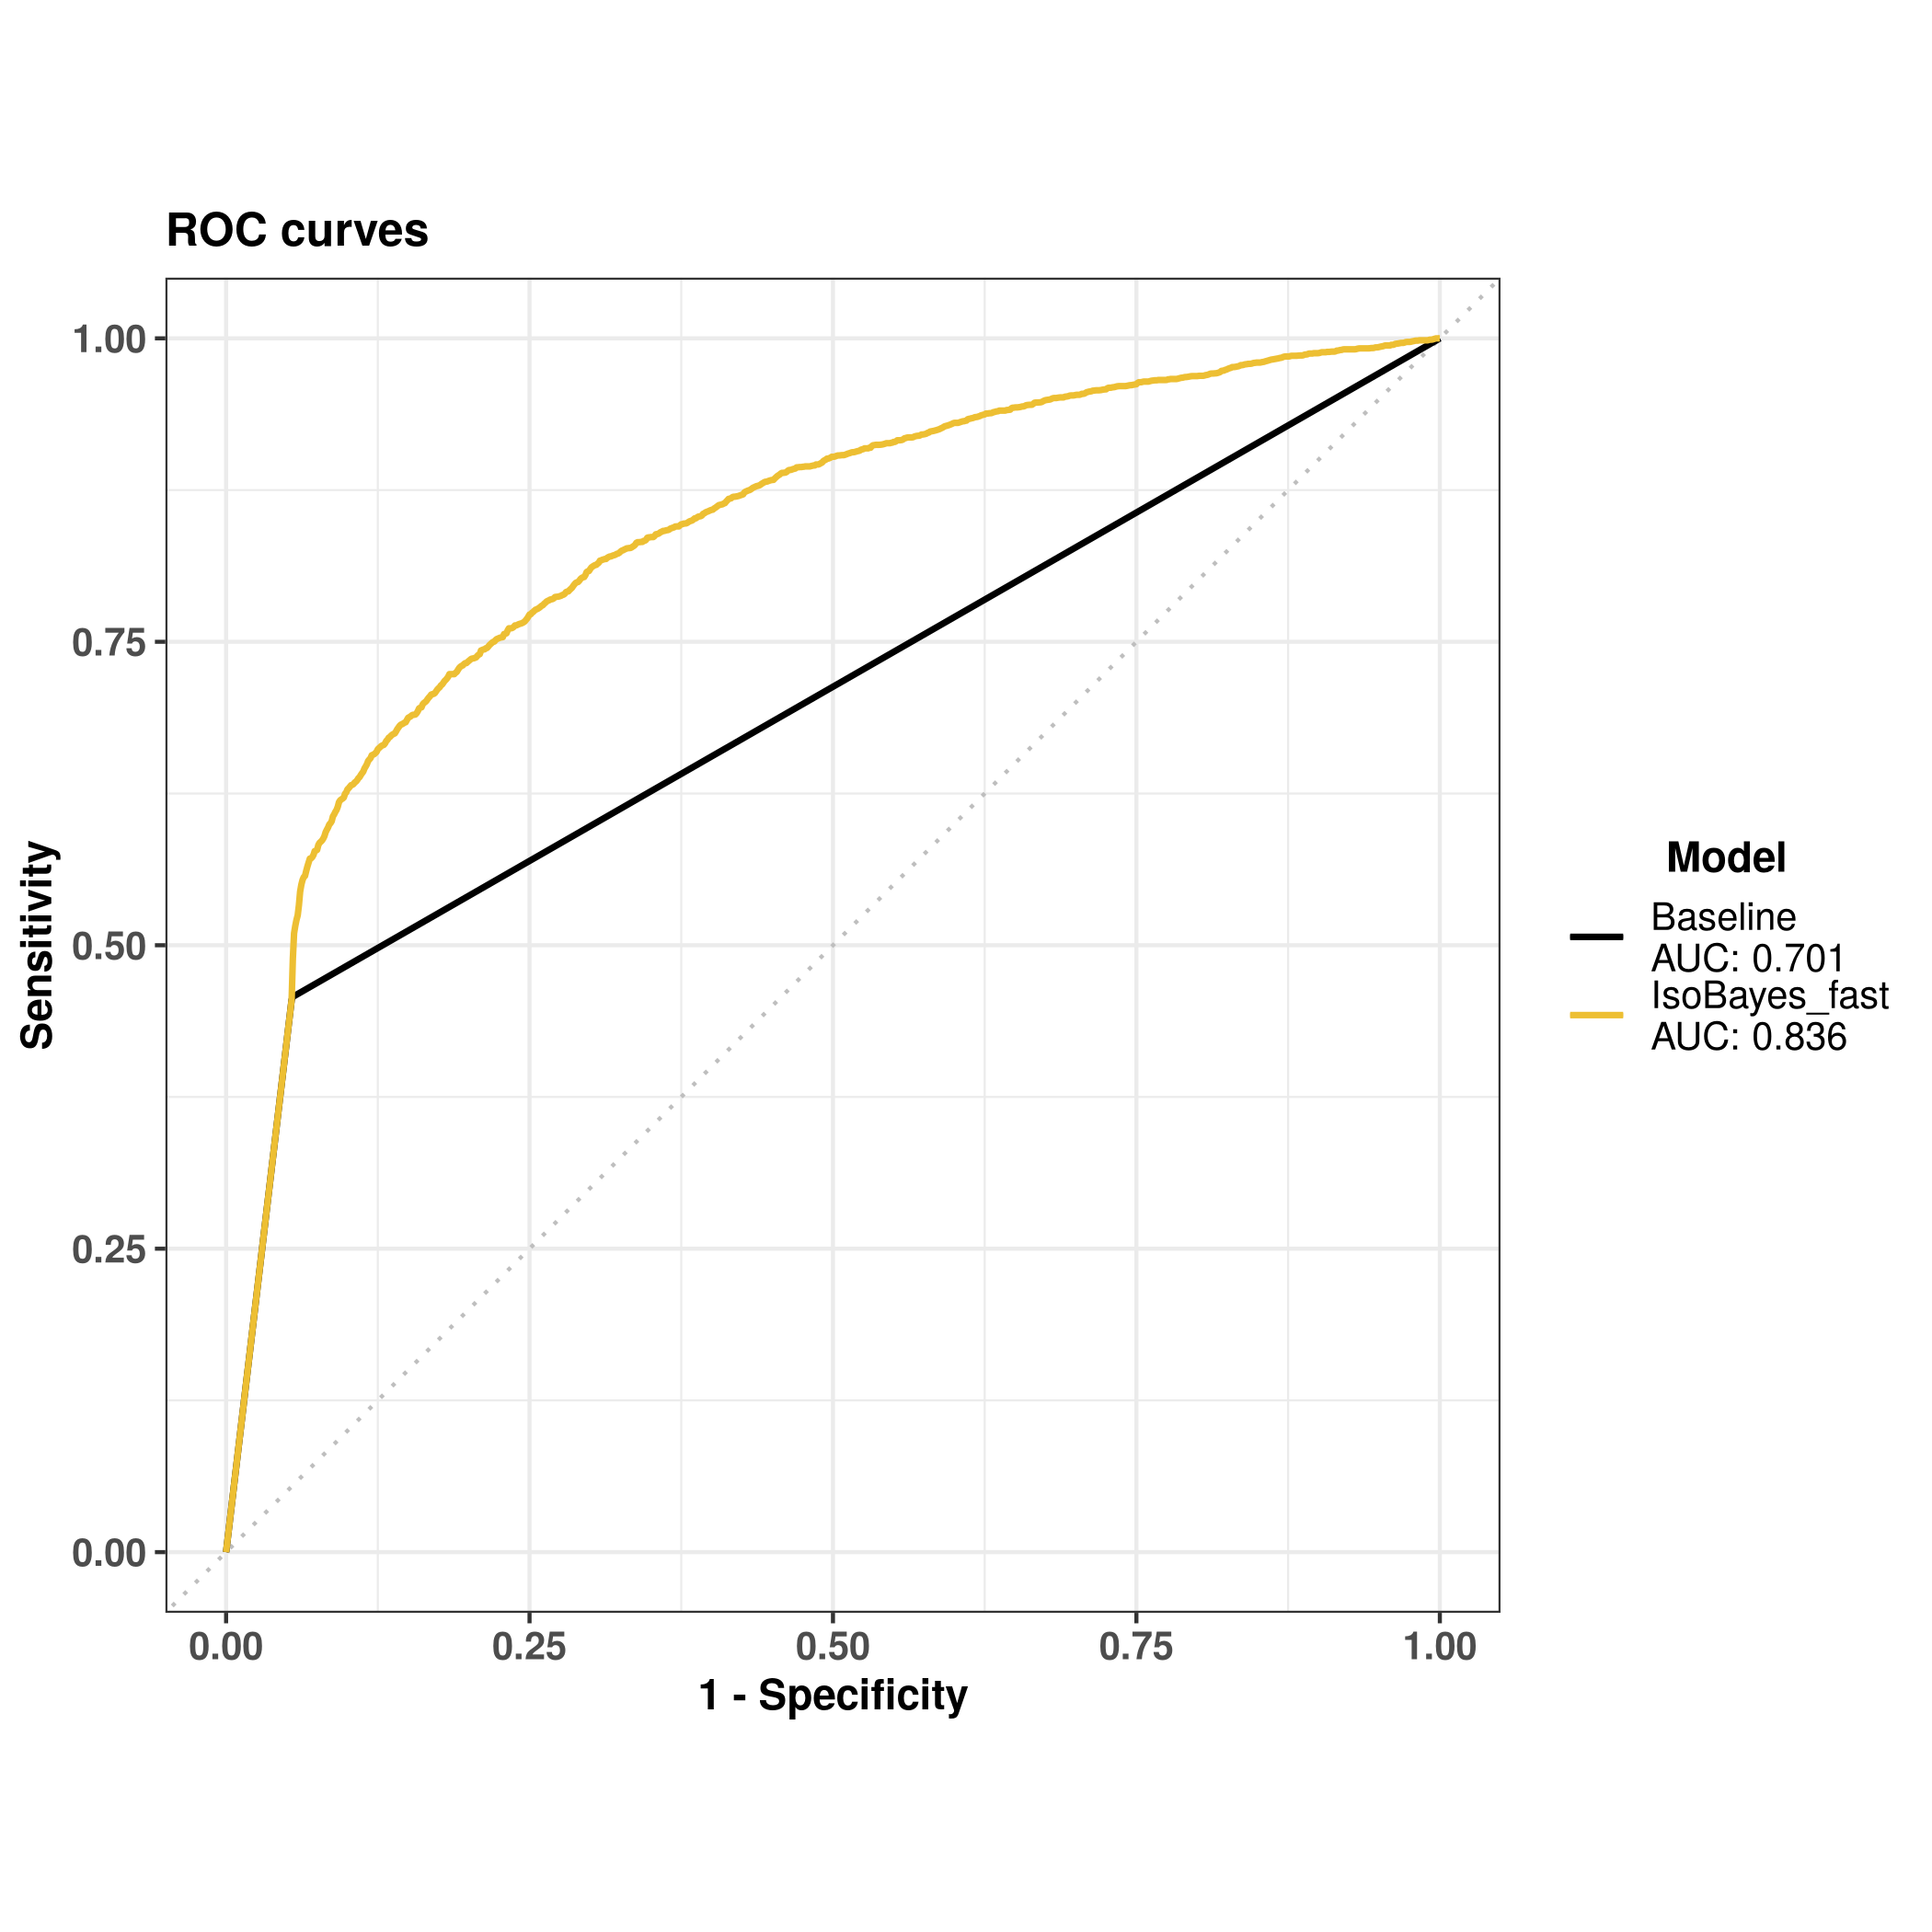 ROC curves
1.00
0.75
0.50
0.25
0.00
Sensitivity
0.00 0.25 0.50 0.75 1.00
1 - Specificity
Model
Baseline
AUC: 0.701
IsoBayes_fast
AUC: 0.836